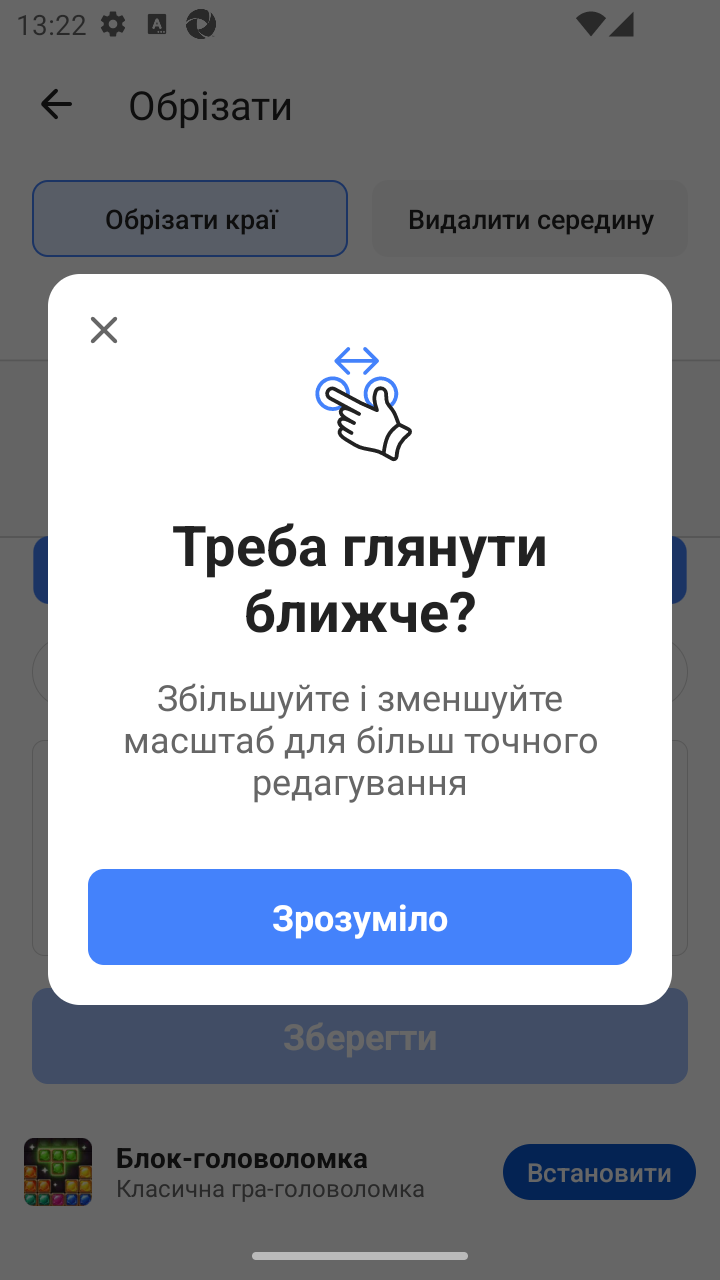 13:22
Обрізати
Обрізати краї
Видалити середину
Треба глянути
ближче?
Збільшуйте і зменшуйте
масштаб для більш точного
редагування
Зрозуміло
Зберегти
Блок-головоломка
Класична гра-головоломка
Встановити